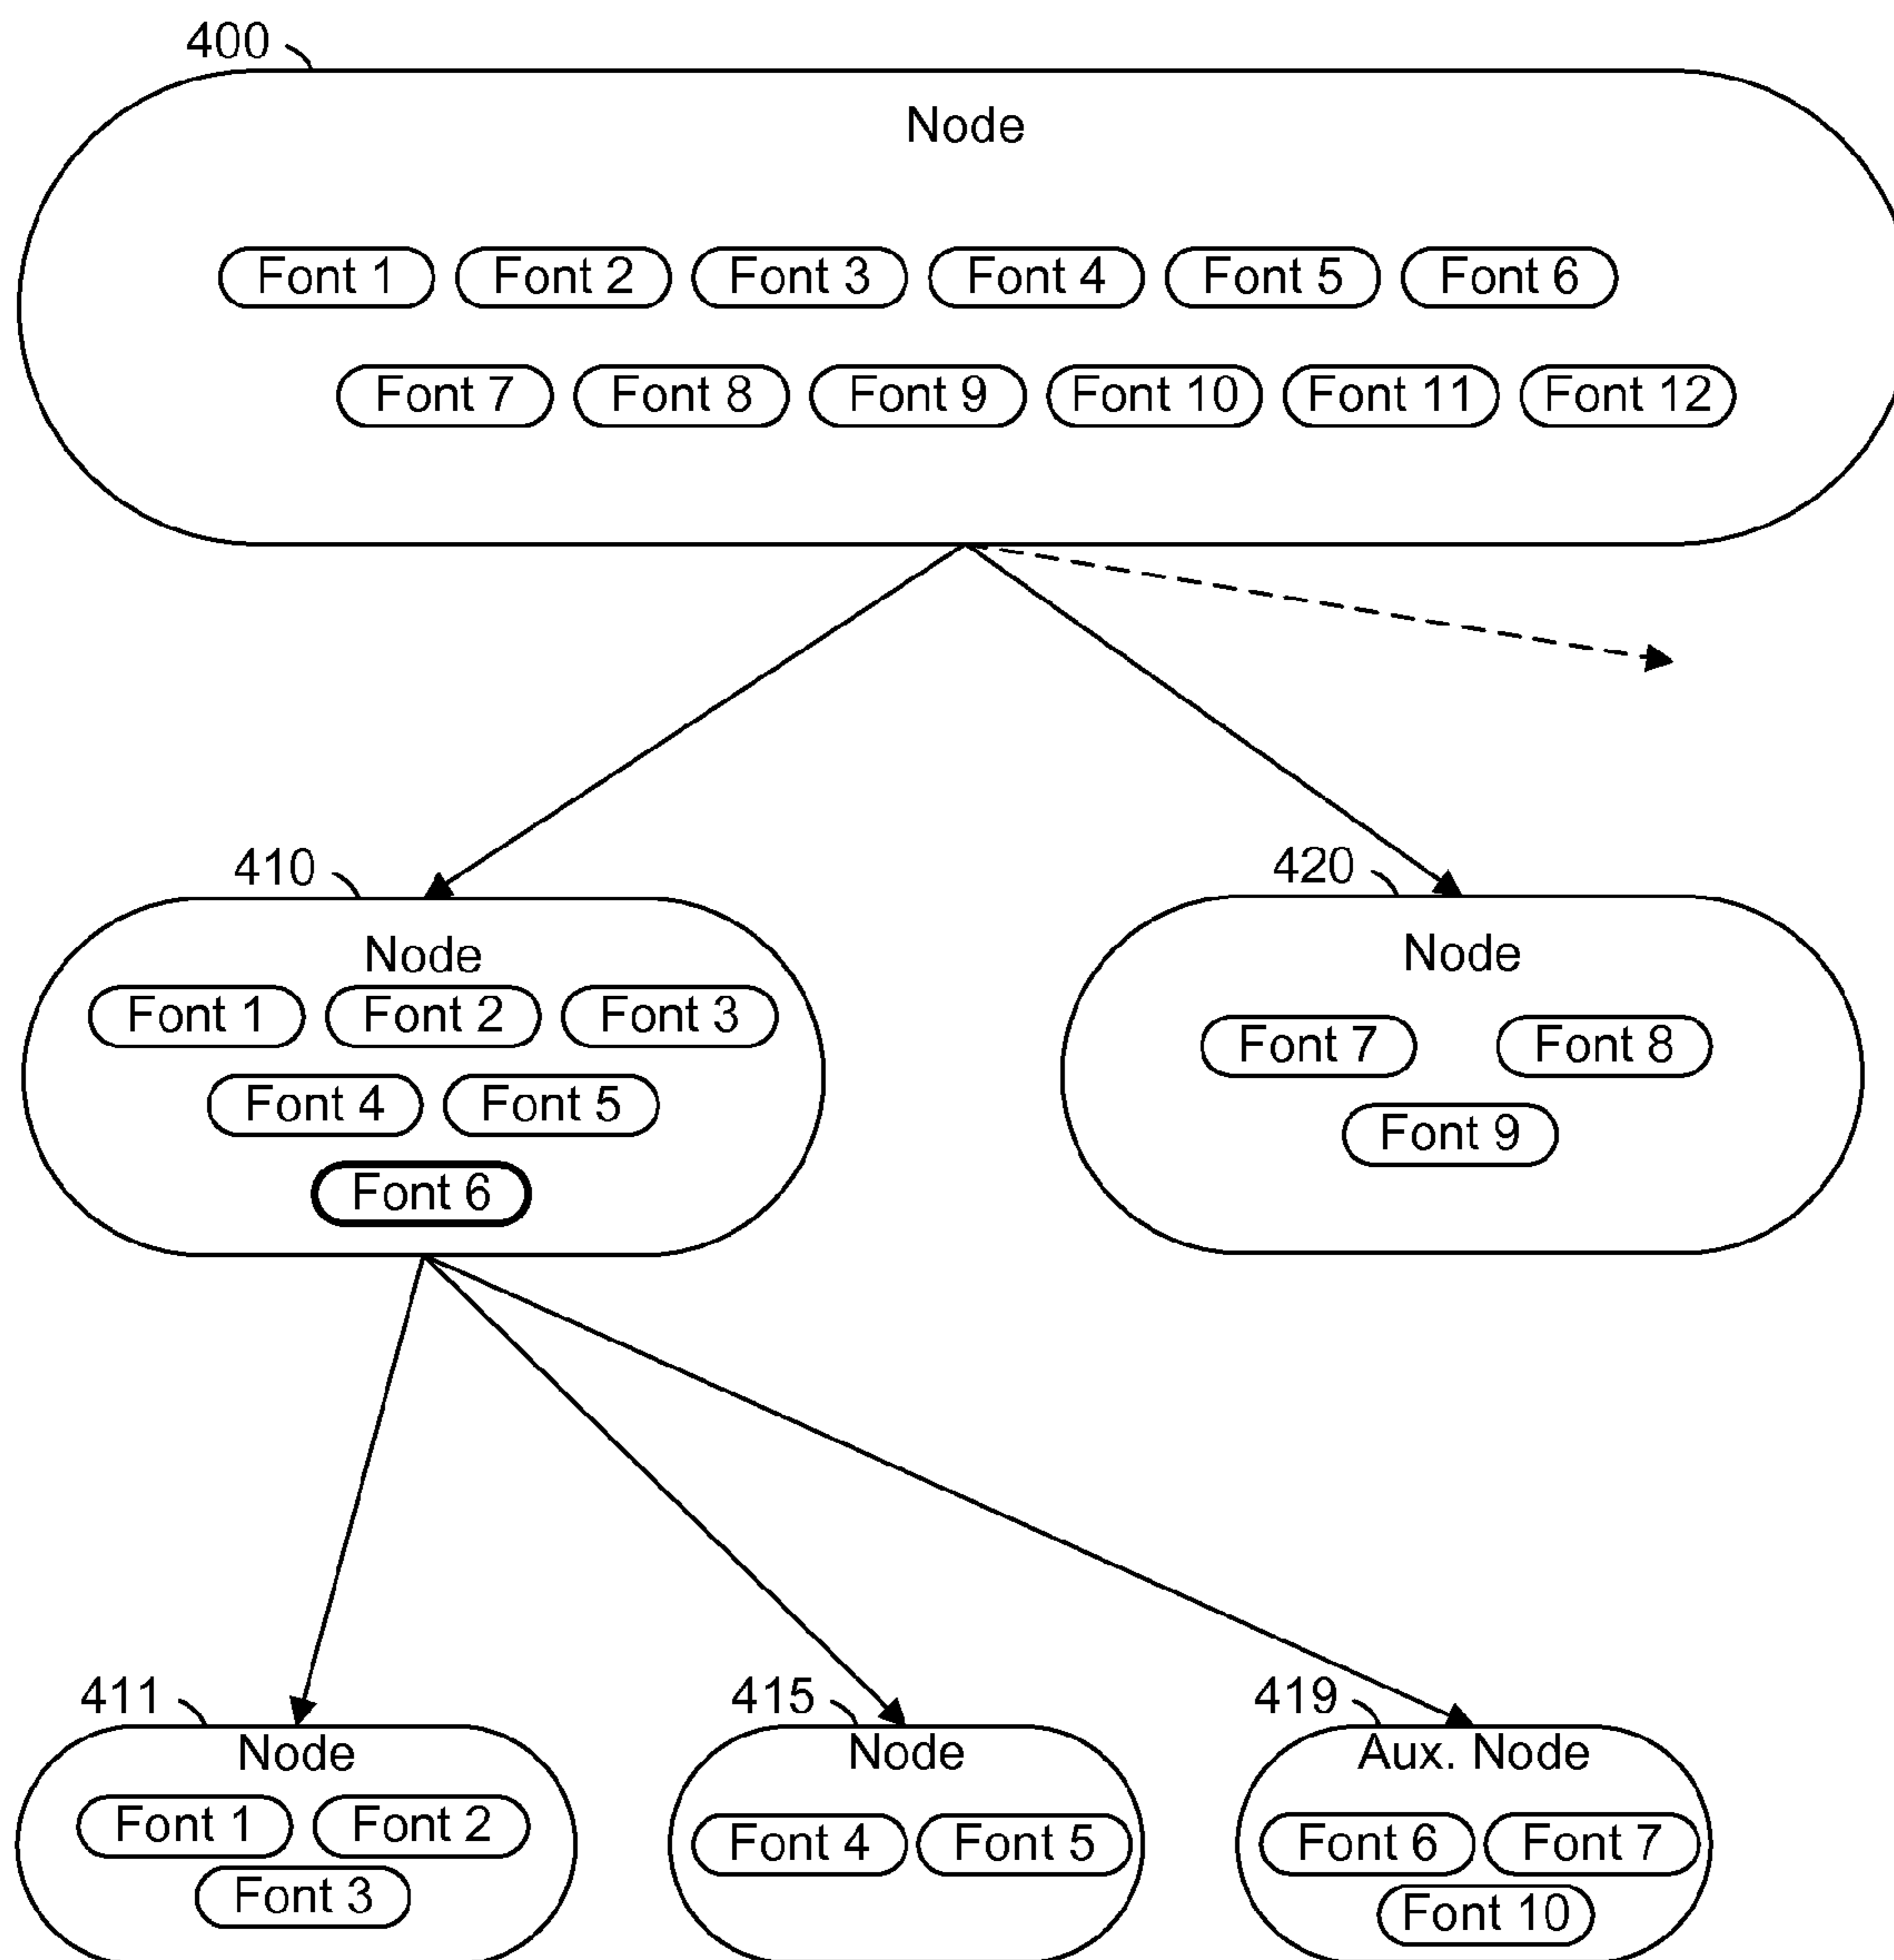 400
Node
Font 1 Font 2 Font 3 Font 4 Font 5 Font 6
Font 7 Font 8 Font 9 Font 10 Font 11 Font 12
410
Node
Font 1 Font 2 Font 3
Font 4 Font 5
Font 6
420
Node
Font 7 Font 8
Font 9
411
Node
Font 1 Font 2
Font 3
415
Node
Font 4 Font 5
419
Aux. Node
Font 6 Font 7
Font 10